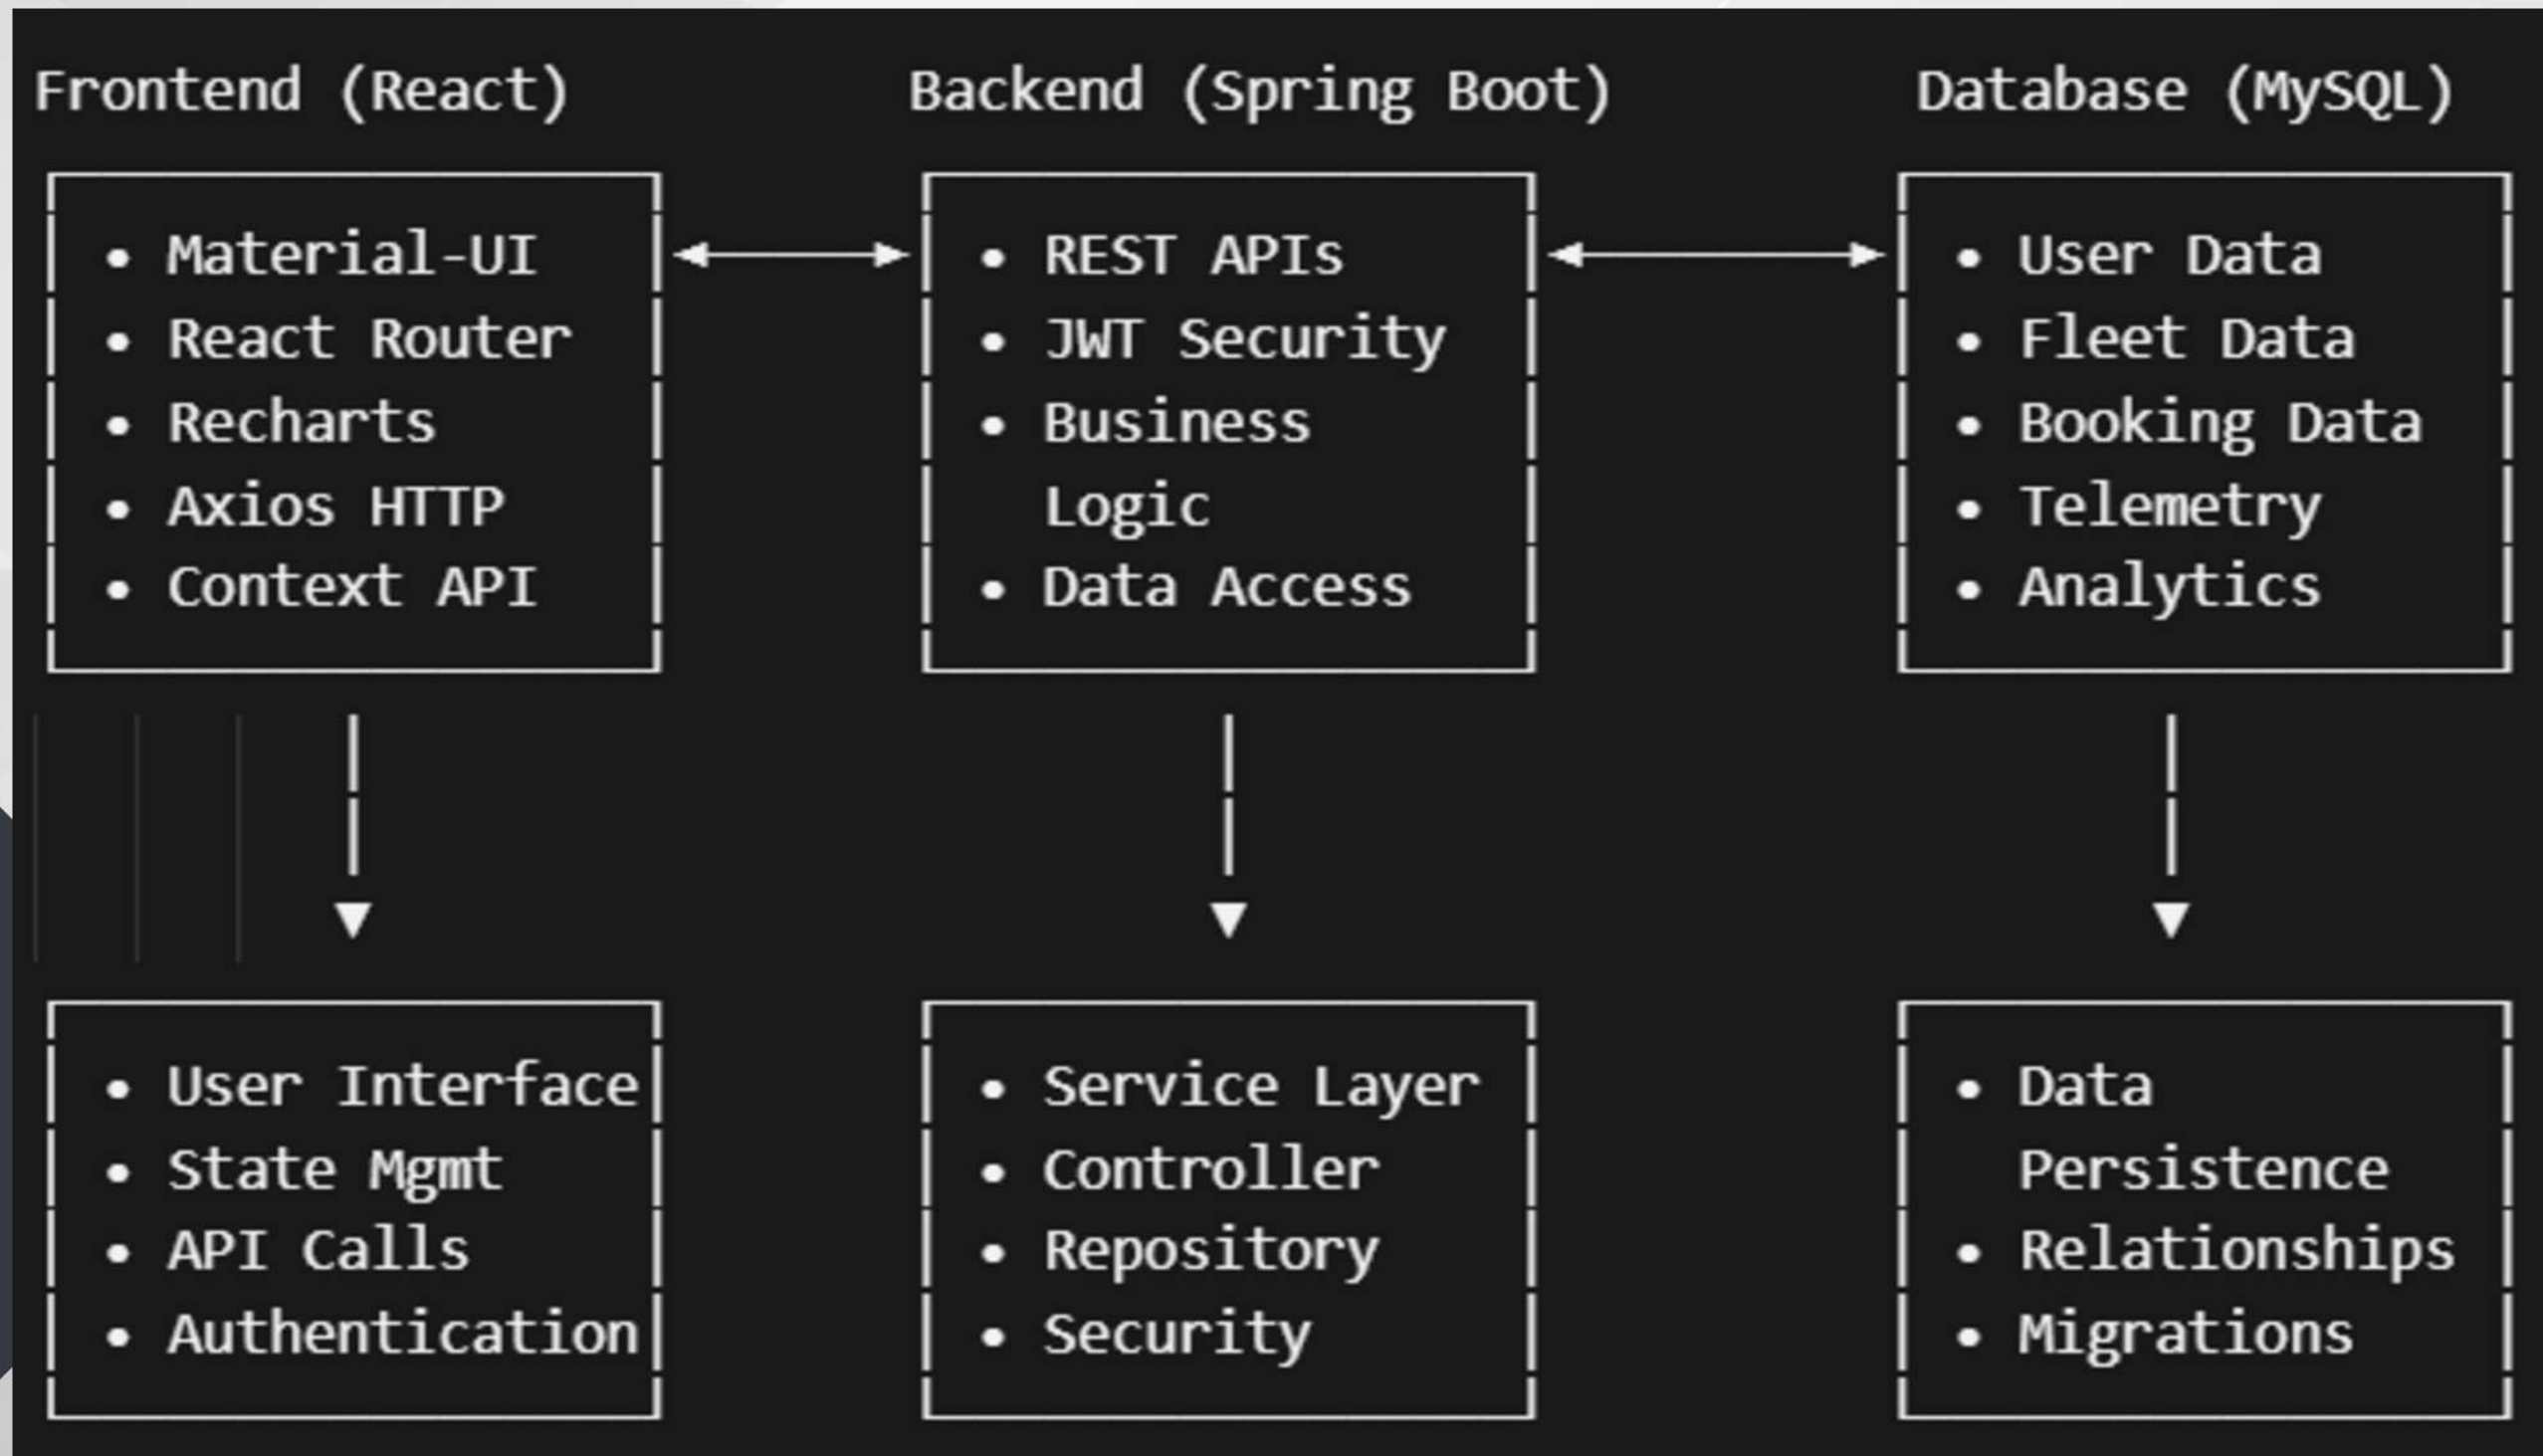 Frontend (React)
Backend (Spring Boot)
Database (MySQL)
• Material-UI
• React Router
• Recharts
• Axios HTTP
• Context API
• REST APIs
• JWT Security
• Business
Logic
• Data Access
• User Data
• Fleet Data
• Booking Data
• Telemetry
• Analytics
• User Interface
• State Mgmt
• API Calls
• Authentication
• Service Layer
• Controller
• Repository
• Security
• Data
Persistence
• Relationships
• Migrations